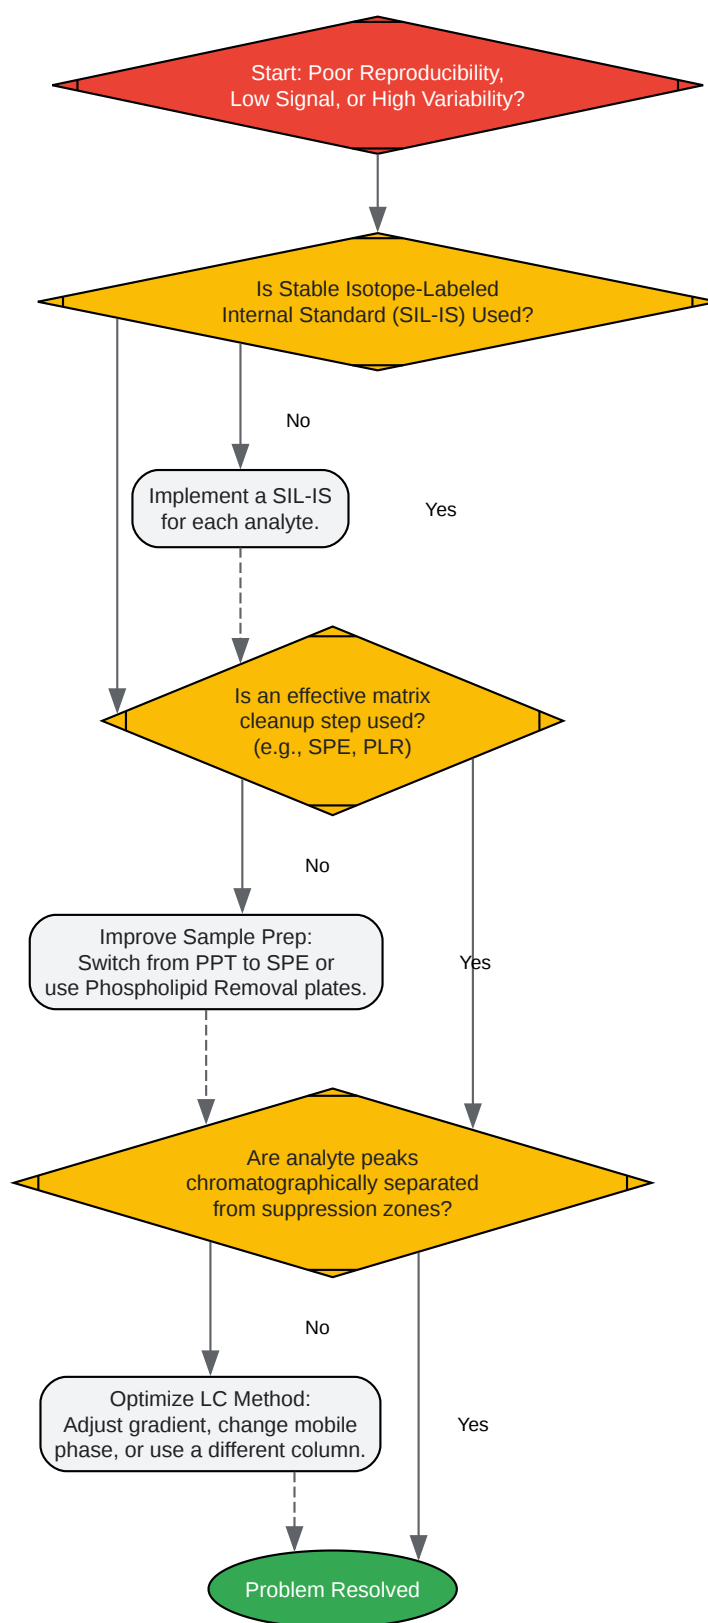 Start: Poor Reproducibility,
Low Signal, or High Variability?
Is Stable Isotope-Labeled
Internal Standard (SIL-IS) Used?
No
Implement a SIL-IS
for each analyte.
Yes
Is an effective matrix
cleanup step used?
(e.g., SPE, PLR)
No
Improve Sample Prep:
Switch from PPT to SPE or
use Phospholipid Removal plates.
Yes
Are analyte peaks
chromatographically separated
from suppression zones?
No
Optimize LC Method:
Adjust gradient, change mobile
phase, or use a different column.
Yes
Problem Resolved